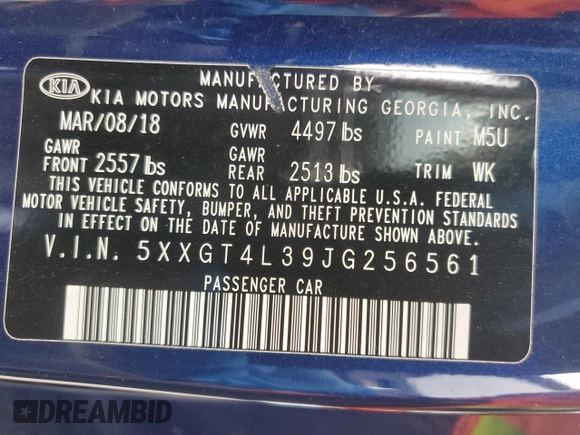 MANUFACTURED BY
KIA KIA MOTORS MANUFACTURING GEORGIA, INC.
MAR/08/18 GVWR 4497 lbs PAINT M5U
GAWR FRONT 2557 lbs GAWR REAR 2513 lbs TRIM WK
THIS VEHICLE CONFORMS TO ALL APPLICABLE U.S.A. FEDERAL
MOTOR VEHICLE SAFETY, BUMPER, AND THEFT PREVENTION STANDARDS
IN EFFECT ON THE DATE OF MANUFACTURE SHOWN ABOVE.
V.I.N. 5XXGT4L39JG256561
PASSENGER CAR
DREAMBID